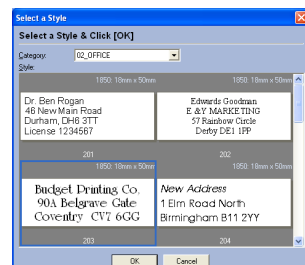 Select a Style
Select a Style & Click [OK]
Category: 02_OFFICE
Style:
1850: 18mm x 50mm
1850: 18mm x 50mm
Dr. Ben Rogan
46 New Main Road
Durham, DH6 3TT
License 1234567
Edwards Goodman
E &Y MARKETING
57 Rainbow Circle
Derby DE1 1PP
201
202
1850: 18mm x 50mm
1850: 18mm x 50mm
Budget Printing Co.
90A Belgrave Gate
Coventry CV7 6GG
New Address
1 Elm Road North
Birmingham B11 2YY
203
204
OK
Cancel